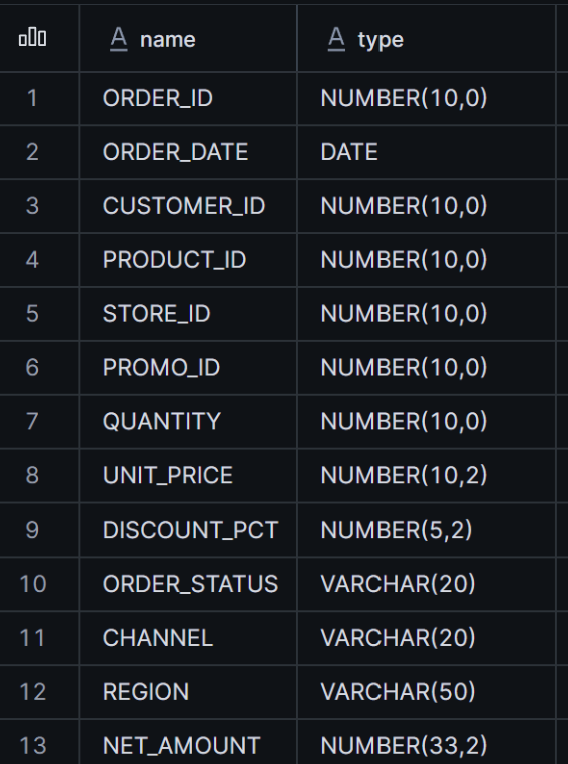 A name A type
1 ORDER_ID NUMBER(10,0)
2 ORDER_DATE DATE
3 CUSTOMER_ID NUMBER(10,0)
4 PRODUCT_ID NUMBER(10,0)
5 STORE_ID NUMBER(10,0)
6 PROMO_ID NUMBER(10,0)
7 QUANTITY NUMBER(10,0)
8 UNIT_PRICE NUMBER(10,2)
9 DISCOUNT_PCT NUMBER(5,2)
10 ORDER_STATUS VARCHAR(20)
11 CHANNEL VARCHAR(20)
12 REGION VARCHAR(50)
13 NET_AMOUNT NUMBER(33,2)